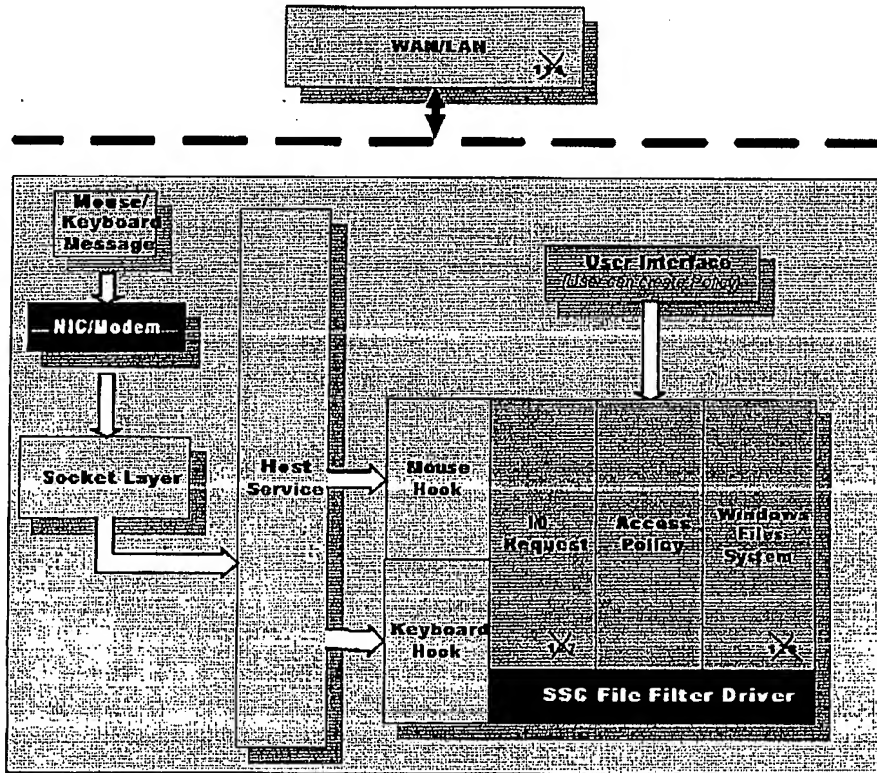 WAN/LAN
Mouse/
Keyboard
Message
NIC/Modem
Socket Layer
Host
Service
User Interface
(User can create Policy)
Mouse
Hook
Keyboard
Hook
I/O
Request
Access
Policy
Windows
Files
System
SSC File Filter Driver